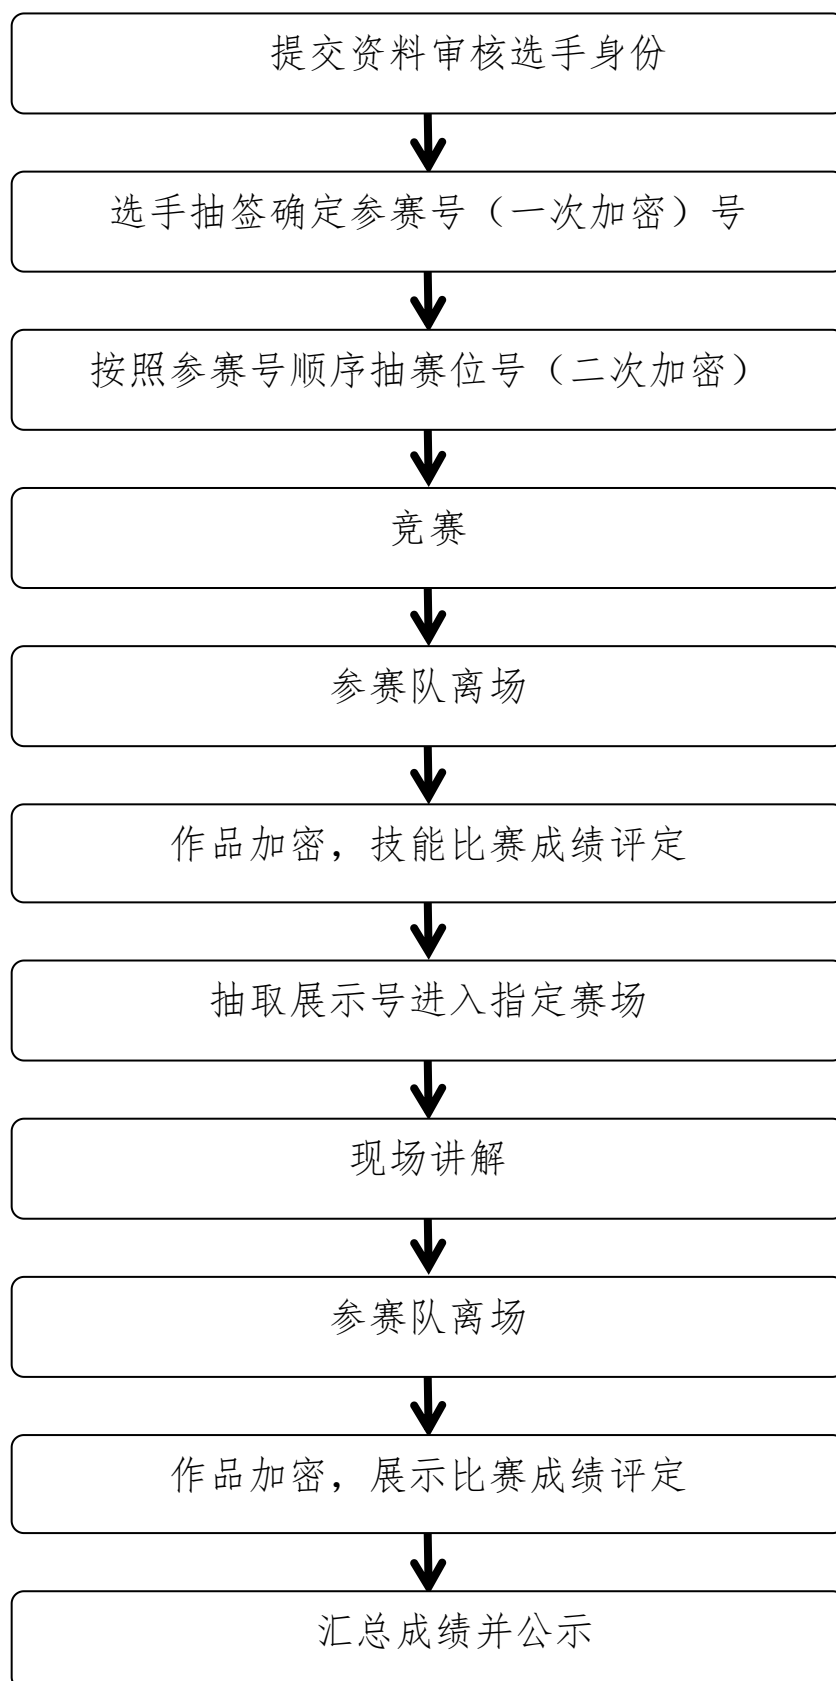 提交资料审核选手身份
选手抽签确定参赛号（一次加密）号
按照参赛号顺序抽赛位号（二次加密）
竞赛
参赛队离场
作品加密，技能比赛成绩评定
抽取展示号进入指定赛场
现场讲解
参赛队离场
作品加密，展示比赛成绩评定
汇总成绩并公示